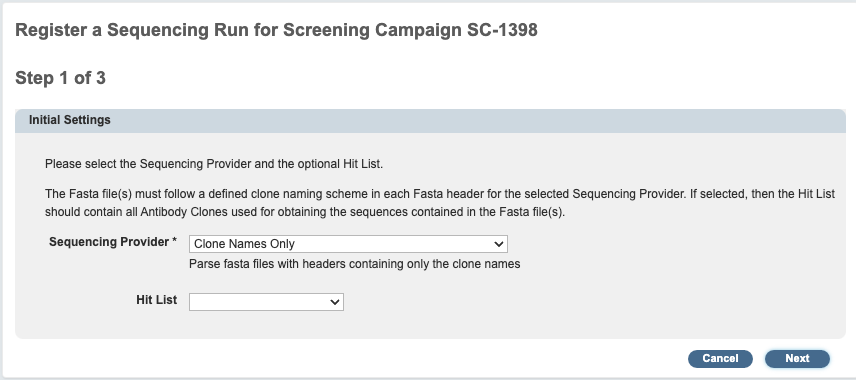 Register a Sequencing Run for Screening Campaign SC-1398
Step 1 of 3
Initial Settings
Please select the Sequencing Provider and the optional Hit List.
The Fasta file(s) must follow a defined clone naming scheme in each Fasta header for the selected Sequencing Provider. If selected, then the Hit List
should contain all Antibody Clones used for obtaining the sequences contained in the Fasta file(s).
Sequencing Provider * Clone Names Only
Parse fasta files with headers containing only the clone names
Hit List
Cancel Next